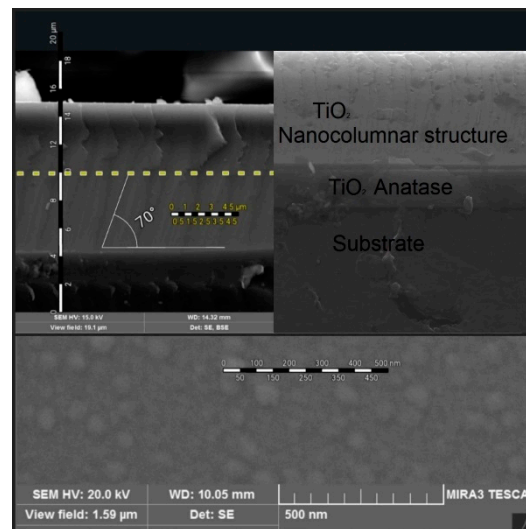 20 µm
18
16
14
12
10
8
6
4
2
0
70°
0 1 2 3 4 5 µm
0.5 1.5 2.5 3.5 4.5
SEM HV: 15.0 kV
WD: 14.32 mm
View field: 19.1 µm
Det: SE, BSE
TiO2
Nanocolumnar structure
TiO2 Anatase
Substrate
0 100 200 300 400 500 nm
50 150 250 350 450
SEM HV: 20.0 kV
WD: 10.05 mm
MIRA3 TESCA
View field: 1.59 µm
Det: SE
500 nm